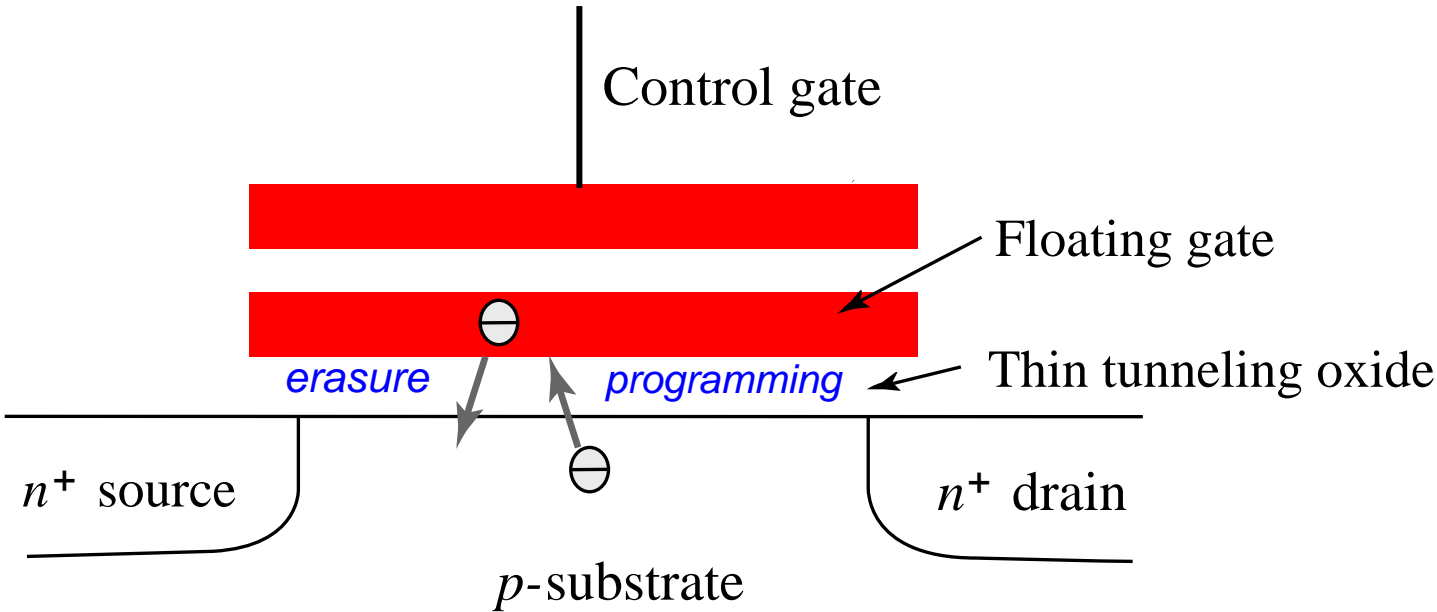 Control gate
Floating gate
erasure
programming
Thin tunneling oxide
n+ source
n+ drain
p-substrate